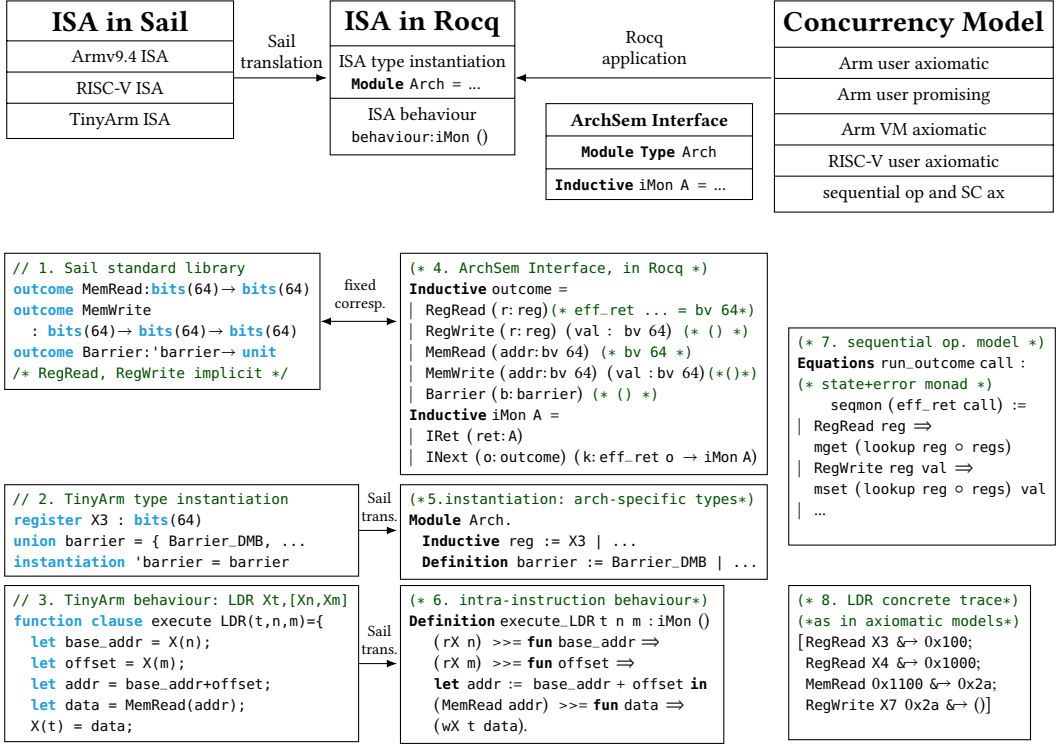 ISA in Sail
Armv9.4 ISA
RISC-V ISA
TinyArm ISA
Sail
translation
ISA in Rocq
ISA type instantiation
Module Arch = ...
ISA behaviour
behaviour:iMon ()
Rocq
application
ArchSem Interface
Module Type Arch
Inductive iMon A = ...
Concurrency Model
Arm user axiomatic
Arm user promising
Arm VM axiomatic
RISC-V user axiomatic
sequential op and SC ax
// 1. Sail standard library
outcome MemRead:bits(64)→ bits(64)
outcome MemWrite
: bits(64)→ bits(64)→ bits(64)
outcome Barrier:'barrier→ unit
/* RegRead, RegWrite implicit */
fixed
corresp.
(* 4. ArchSem Interface, in Rocq *)
Inductive outcome =
| RegRead (r:reg)(* eff_ret ... = bv 64*)
| RegWrite (r:reg) (val : bv 64) (* () *)
| MemRead (addr:bv 64) (* bv 64 *)
| MemWrite (addr:bv 64) (val :bv 64)(*()*)
| Barrier (b:barrier) (* () *)
Inductive iMon A =
| IRet (ret:A)
| INext (o:outcome) (k:eff_ret o → iMon A)
// 2. TinyArm type instantiation
register X3 : bits(64)
union barrier = { Barrier_DMB, ...
instantiation 'barrier = barrier
Sail
trans.
(*5.instantiation: arch-specific types*)
Module Arch.
Inductive reg := X3 | ...
Definition barrier := Barrier_DMB | ...
// 3. TinyArm behaviour: LDR Xt,[Xn,Xm]
function clause execute LDR(t,n,m)={
let base_addr = X(n);
let offset = X(m);
let addr = base_addr+offset;
let data = MemRead(addr);
X(t) = data;
Sail
trans.
(* 6. intra-instruction behaviour*)
Definition execute_LDR t n m :iMon ()
(rX n) >>= fun base_addr ⇒
(rX m) >>= fun offset ⇒
let addr := base_addr + offset in
(MemRead addr) >>= fun data ⇒
(wX t data).
(* 7. sequential op. model *)
Equations run_outcome call :
(* state+error monad *)
seqmon (eff_ret call) :=
| RegRead reg ⇒
mget (lookup reg ∘ regs)
| RegWrite reg val ⇒
mset (lookup reg ∘ regs) val
| ...
(* 8. LDR concrete trace*)
(*as in axiomatic models*)
[RegRead X3 &↪ 0x100;
RegRead X4 &↪ 0x1000;
MemRead 0x1100 &↪ 0x2a;
RegWrite X7 0x2a &↪ ()]